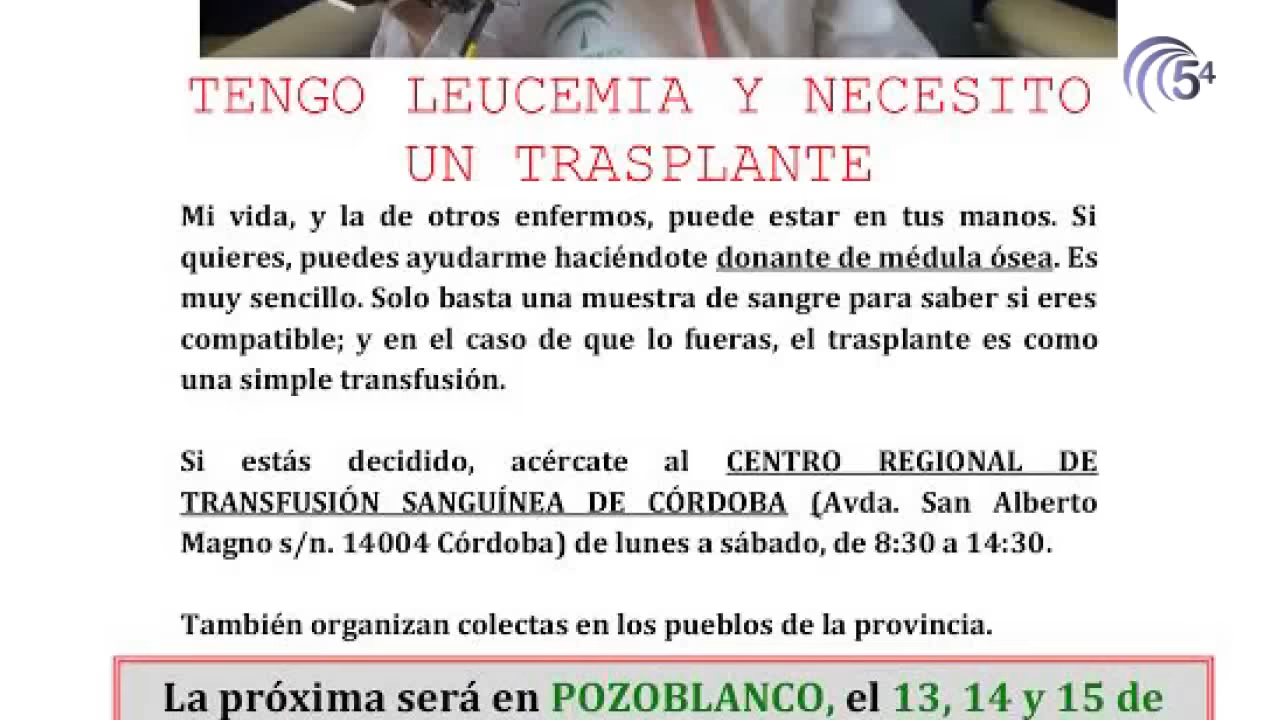 54
TENGO LEUCEMIA Y NECESITO
UN TRASPLANTE
Mi vida, y la de otros enfermos, puede estar en tus manos. Si
quieres, puedes ayudarme haciéndote donante de médula ósea. Es
muy sencillo. Solo basta una muestra de sangre para saber si eres
compatible; y en el caso de que lo fueras, el trasplante es como
una simple transfusión.
Si estás decidido, acércate al CENTRO REGIONAL DE
TRANSFUSIÓN SANGUÍNEA DE CÓRDOBA (Avda. San Alberto
Magno s/n. 14004 Córdoba) de lunes a sábado, de 8:30 a 14:30.
También organizan colectas en los pueblos de la provincia.
La próxima será en POZOBLANCO, el 13, 14 y 15 de